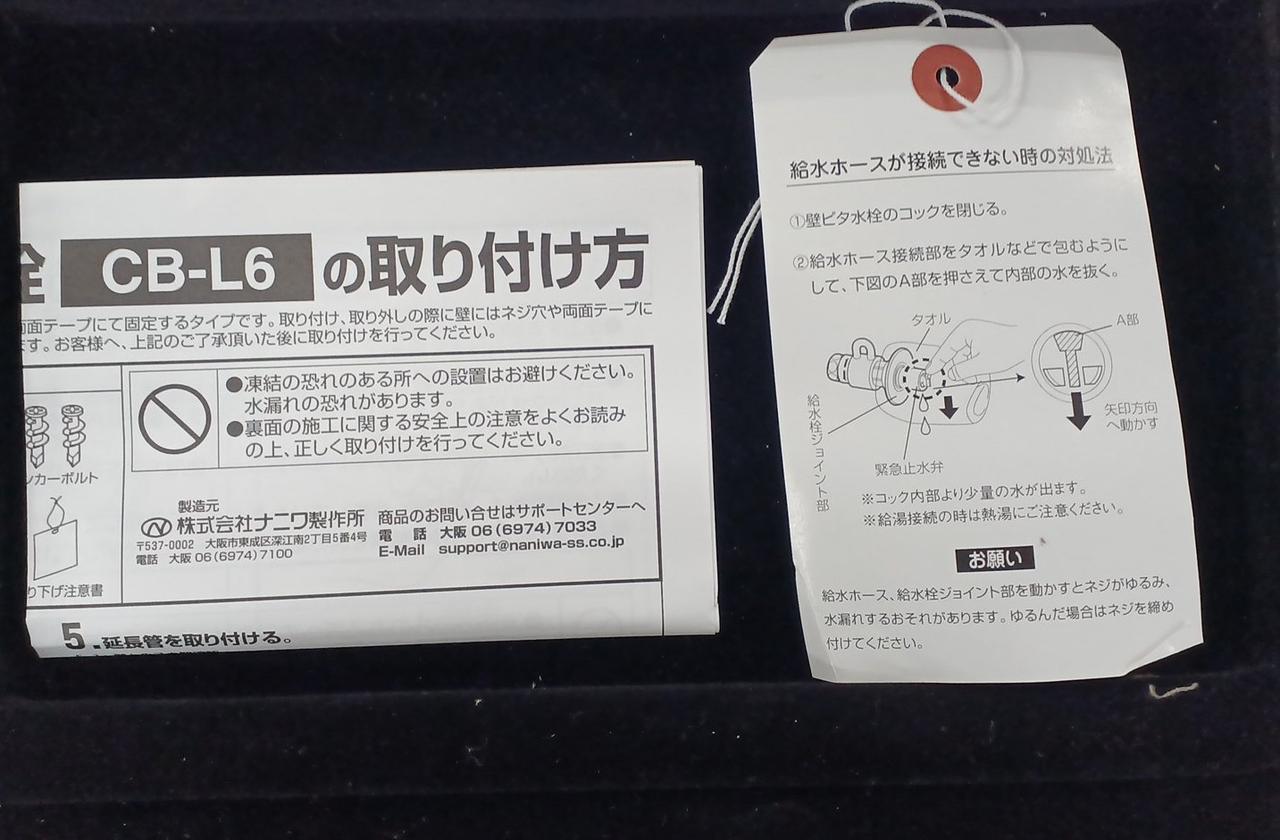 CB-L6 の取り付け方
両面テープにて固定するタイプです。取り付け、取り外しの際に壁にはネジ穴や両面テープに
ます。お客様へ、上記のご了承頂いた後に取り付けを行ってください。
●凍結の恐れのある所への設置はお避けください。
水漏れの恐れがあります。
●裏面の施工に関する安全上の注意をよくお読み
の上、正しく取り付けを行ってください。
カーボルト
り下げ注意書
製造元
株式会社ナニワ製作所
〒537-0002 大阪市東成区深江南2丁目5番4号
電話 大阪 06(6974)7100
商品のお問い合せはサポートセンターへ
電 話 大阪 06(6974)7033
E-Mail support@naniwa-ss.co.jp
5.延長管を取り付ける。
給水ホースが接続できない時の対処法
①壁ピタ水栓のコックを閉じる。
②給水ホース接続部をタオルなどで包むように
して、下図のA部を押さえて内部の水を抜く。
タオル
A部
給水栓ジョイント部
矢印方向
へ動かす
緊急止水弁
※コック内部より少量の水が出ます。
※給湯接続の時は熱湯にご注意ください。
お願い
給水ホース、給水栓ジョイント部を動かすとネジがゆるみ、
水漏れするおそれがあります。ゆるんだ場合はネジを締め
付けてください。